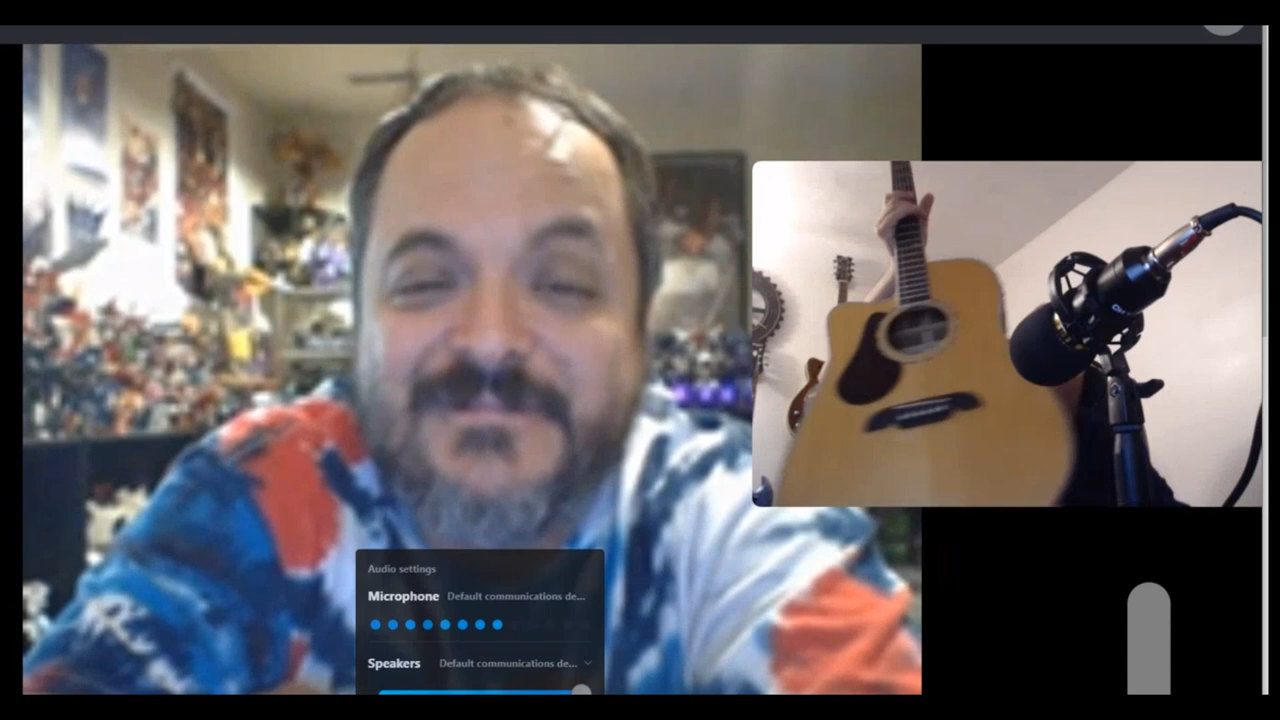 Audio settings
Microphone Default communications de...
Speakers Default communications de...